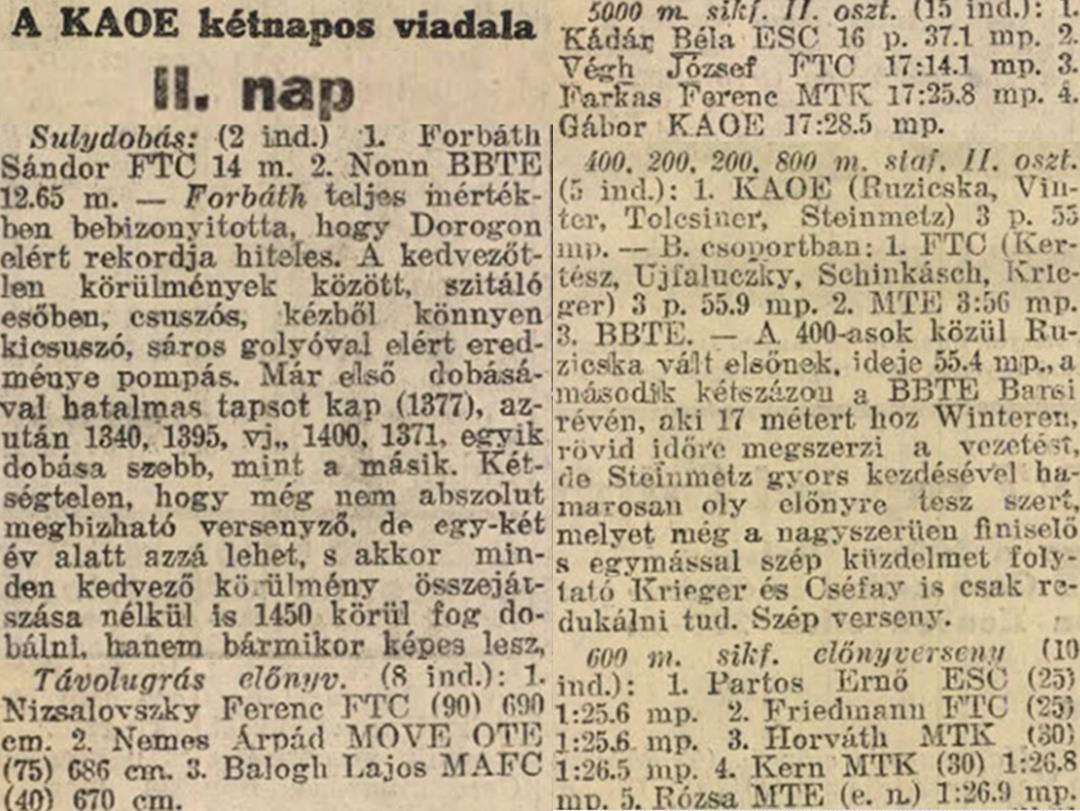 A KAOE kétnapos viadala
II. nap
Sulydobás: (2 ind.) 1. Forbáth
Sándor FTC 14 m. 2. Nonn BBTE
12.65 m. — Forbáth teljes mérték-
ben bebizonyitotta, hogy Dorogon
elért rekordja hiteles. A kedvezőt-
len körülmények között, szitáló
esőben, csuszós, kézből könnyen
kicsuszó, sáros golyóval elért ered-
ménye pompás. Már első dobásá-
val hatalmas tapsot kap (1377), az-
után 1340, 1395, vj., 1400, 1371, egyik
dobása szebb, mint a másik. Két-
ségtelen, hogy még nem abszolut
megbizható versenyző, de egy-két
év alatt azzá lehet, s akkor min-
den kedvező körülmény összeját-
szása nélkül is 1450 körül fog do-
bálni, hanem bármikor képes lesz,
Távolugrás előnyv. (8 ind.): 1.
Nizsalovszky Ferenc FTC (90) 690
cm. 2. Nemes Árpád MOVE OTE
(75) 686 cm. 3. Balogh Lajos MAFC
(40) 670 cm.
5000 m. sikf. II. oszt. (15 ind.): 1.
Kádár Béla ESC 16 p. 37.1 mp. 2.
Végh József FTC 17:14.1 mp. 3.
Farkas Ferenc MTK 17:25.8 mp. 4.
Gábor KAOE 17:28.5 mp.
400, 200, 200, 800 m. staf. II. oszt.
(5 ind.): 1. KAOE (Ruzicska, Vin-
ter, Tolcsiner, Steinmetz) 3 p. 55
mp. — B. csoportban: 1. FTC (Ker-
tész, Ujfaluczky, Schinkásch, Krie-
ger) 3 p. 55.9 mp. 2. MTE 3:56 mp.
3. BBTE. — A 400-asok közül Ru-
zicska vált elsőnek, ideje 55.4 mp., a
második kétszázon a BBTE Barsi
révén, aki 17 métert hoz Winteren,
rövid időre megszerzi a vezetést,
de Steinmetz gyors kezdésével ha-
marosan oly előnyre tesz szert,
melyet még a nagyszerüen finiselő
s egymással szép küzdelmet foly-
tató Krieger és Cséfay is csak re-
dukálni tud. Szép verseny.
600 m. sikf. előnyverseny (10
ind.): 1. Partos Ernő ESC (25)
1:25.6 mp. 2. Friedmann FTC (25)
1:25.6 mp. 3. Horváth MTK (30)
1:26.5 mp. 4. Kern MTK (30) 1:26.8
mp. 5. Rózsa MTE (e. n.) 1:26.9 mp.